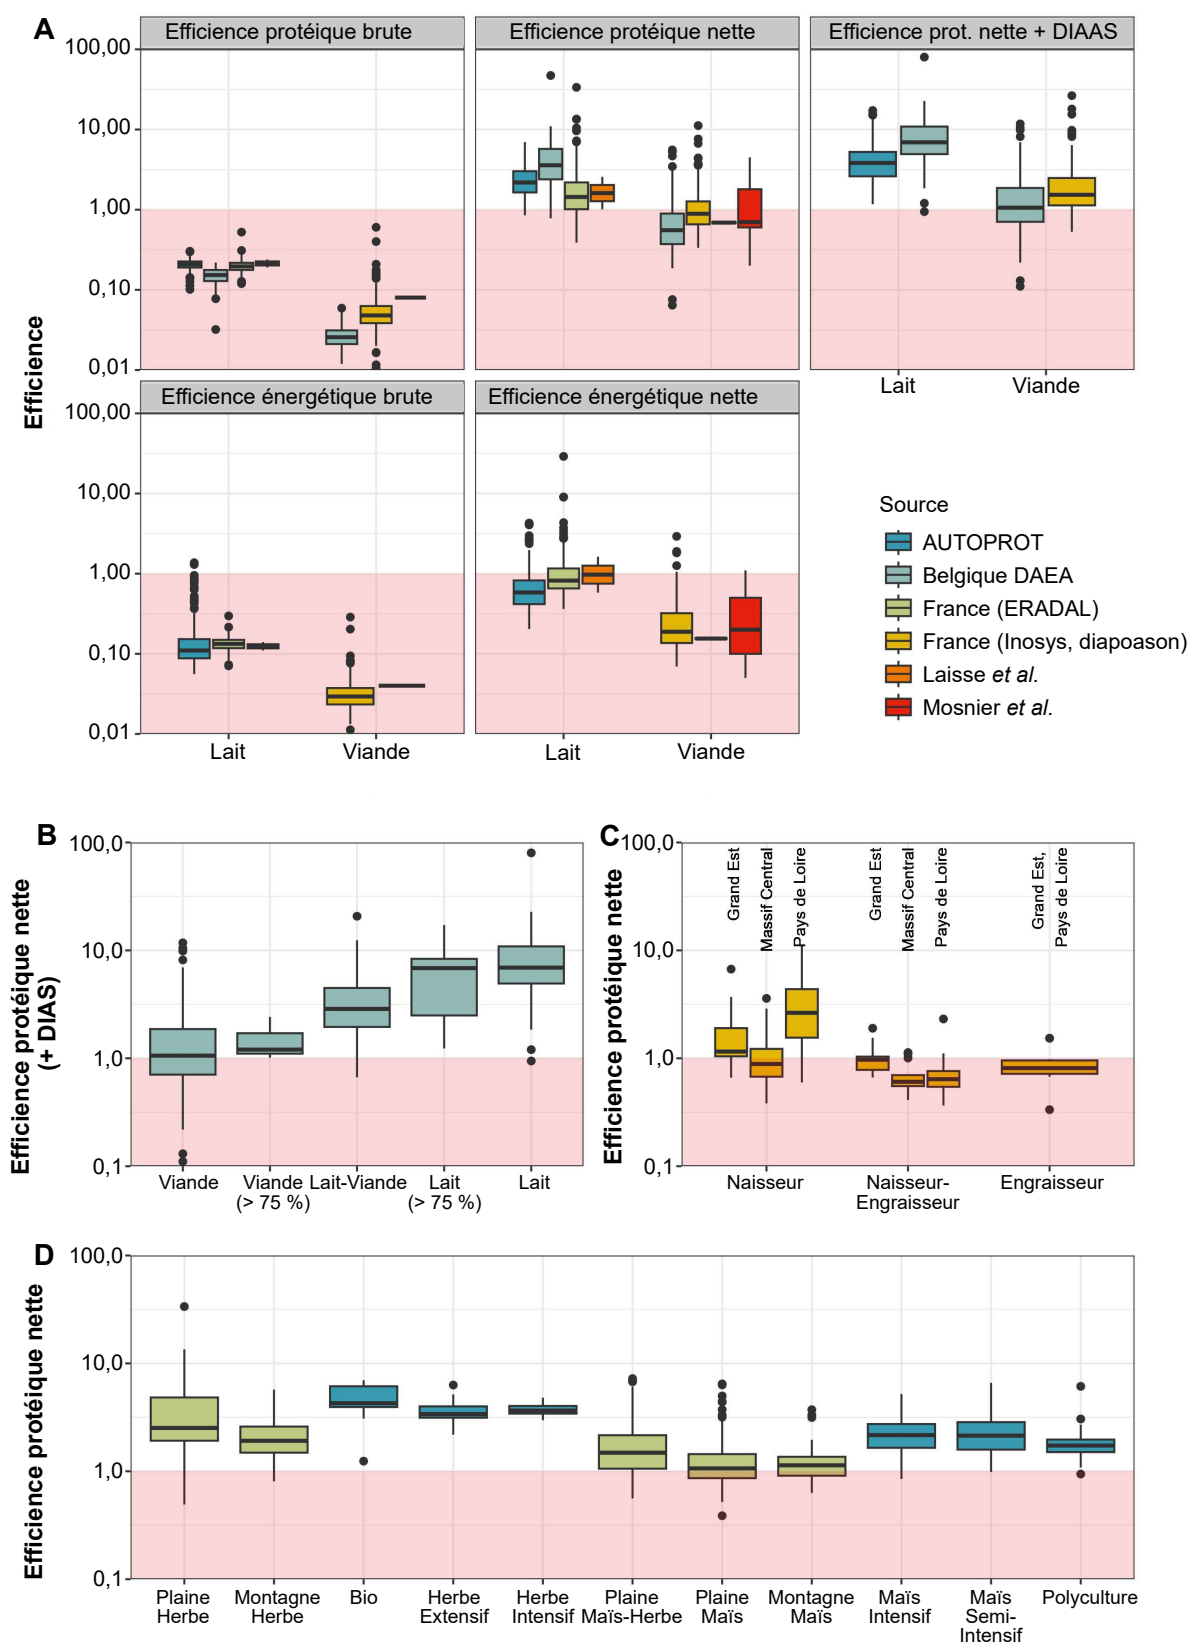 A
Efficience protéique brute
Efficience protéique nette
Efficience prot. nette + DIAAS
100,00
10,00
1,00
0,10
0,01
Lait
Viande
Efficience
Efficience énergétique brute
Efficience énergétique nette
100,00
10,00
1,00
0,10
0,01
Lait
Viande
Lait
Viande
Source
AUTOPROT
Belgique DAEA
France (ERADAL)
France (Inosys, diapoason)
Laisse et al.
Mosnier et al.
B
Efficience protéique nette
(+ DIAS)
100,0
10,0
1,0
0,1
Viande
Viande
(> 75 %)
Lait-Viande
Lait
(> 75 %)
Lait
C
Efficience protéique nette
100,0
10,0
1,0
0,1
Grand Est
Massif Central
Pays de Loire
Grand Est
Massif Central
Pays de Loire
Grand Est,
Pays de Loire
Naisseur
Naisseur-
Engraisseur
Engraisseur
D
Efficience protéique nette
100,0
10,0
1,0
0,1
Plaine
Herbe
Montagne
Herbe
Bio
Herbe
Extensif
Herbe
Intensif
Plaine
Maïs-Herbe
Plaine
Maïs
Montagne
Maïs
Maïs
Intensif
Maïs
Semi-
Intensif
Polyculture